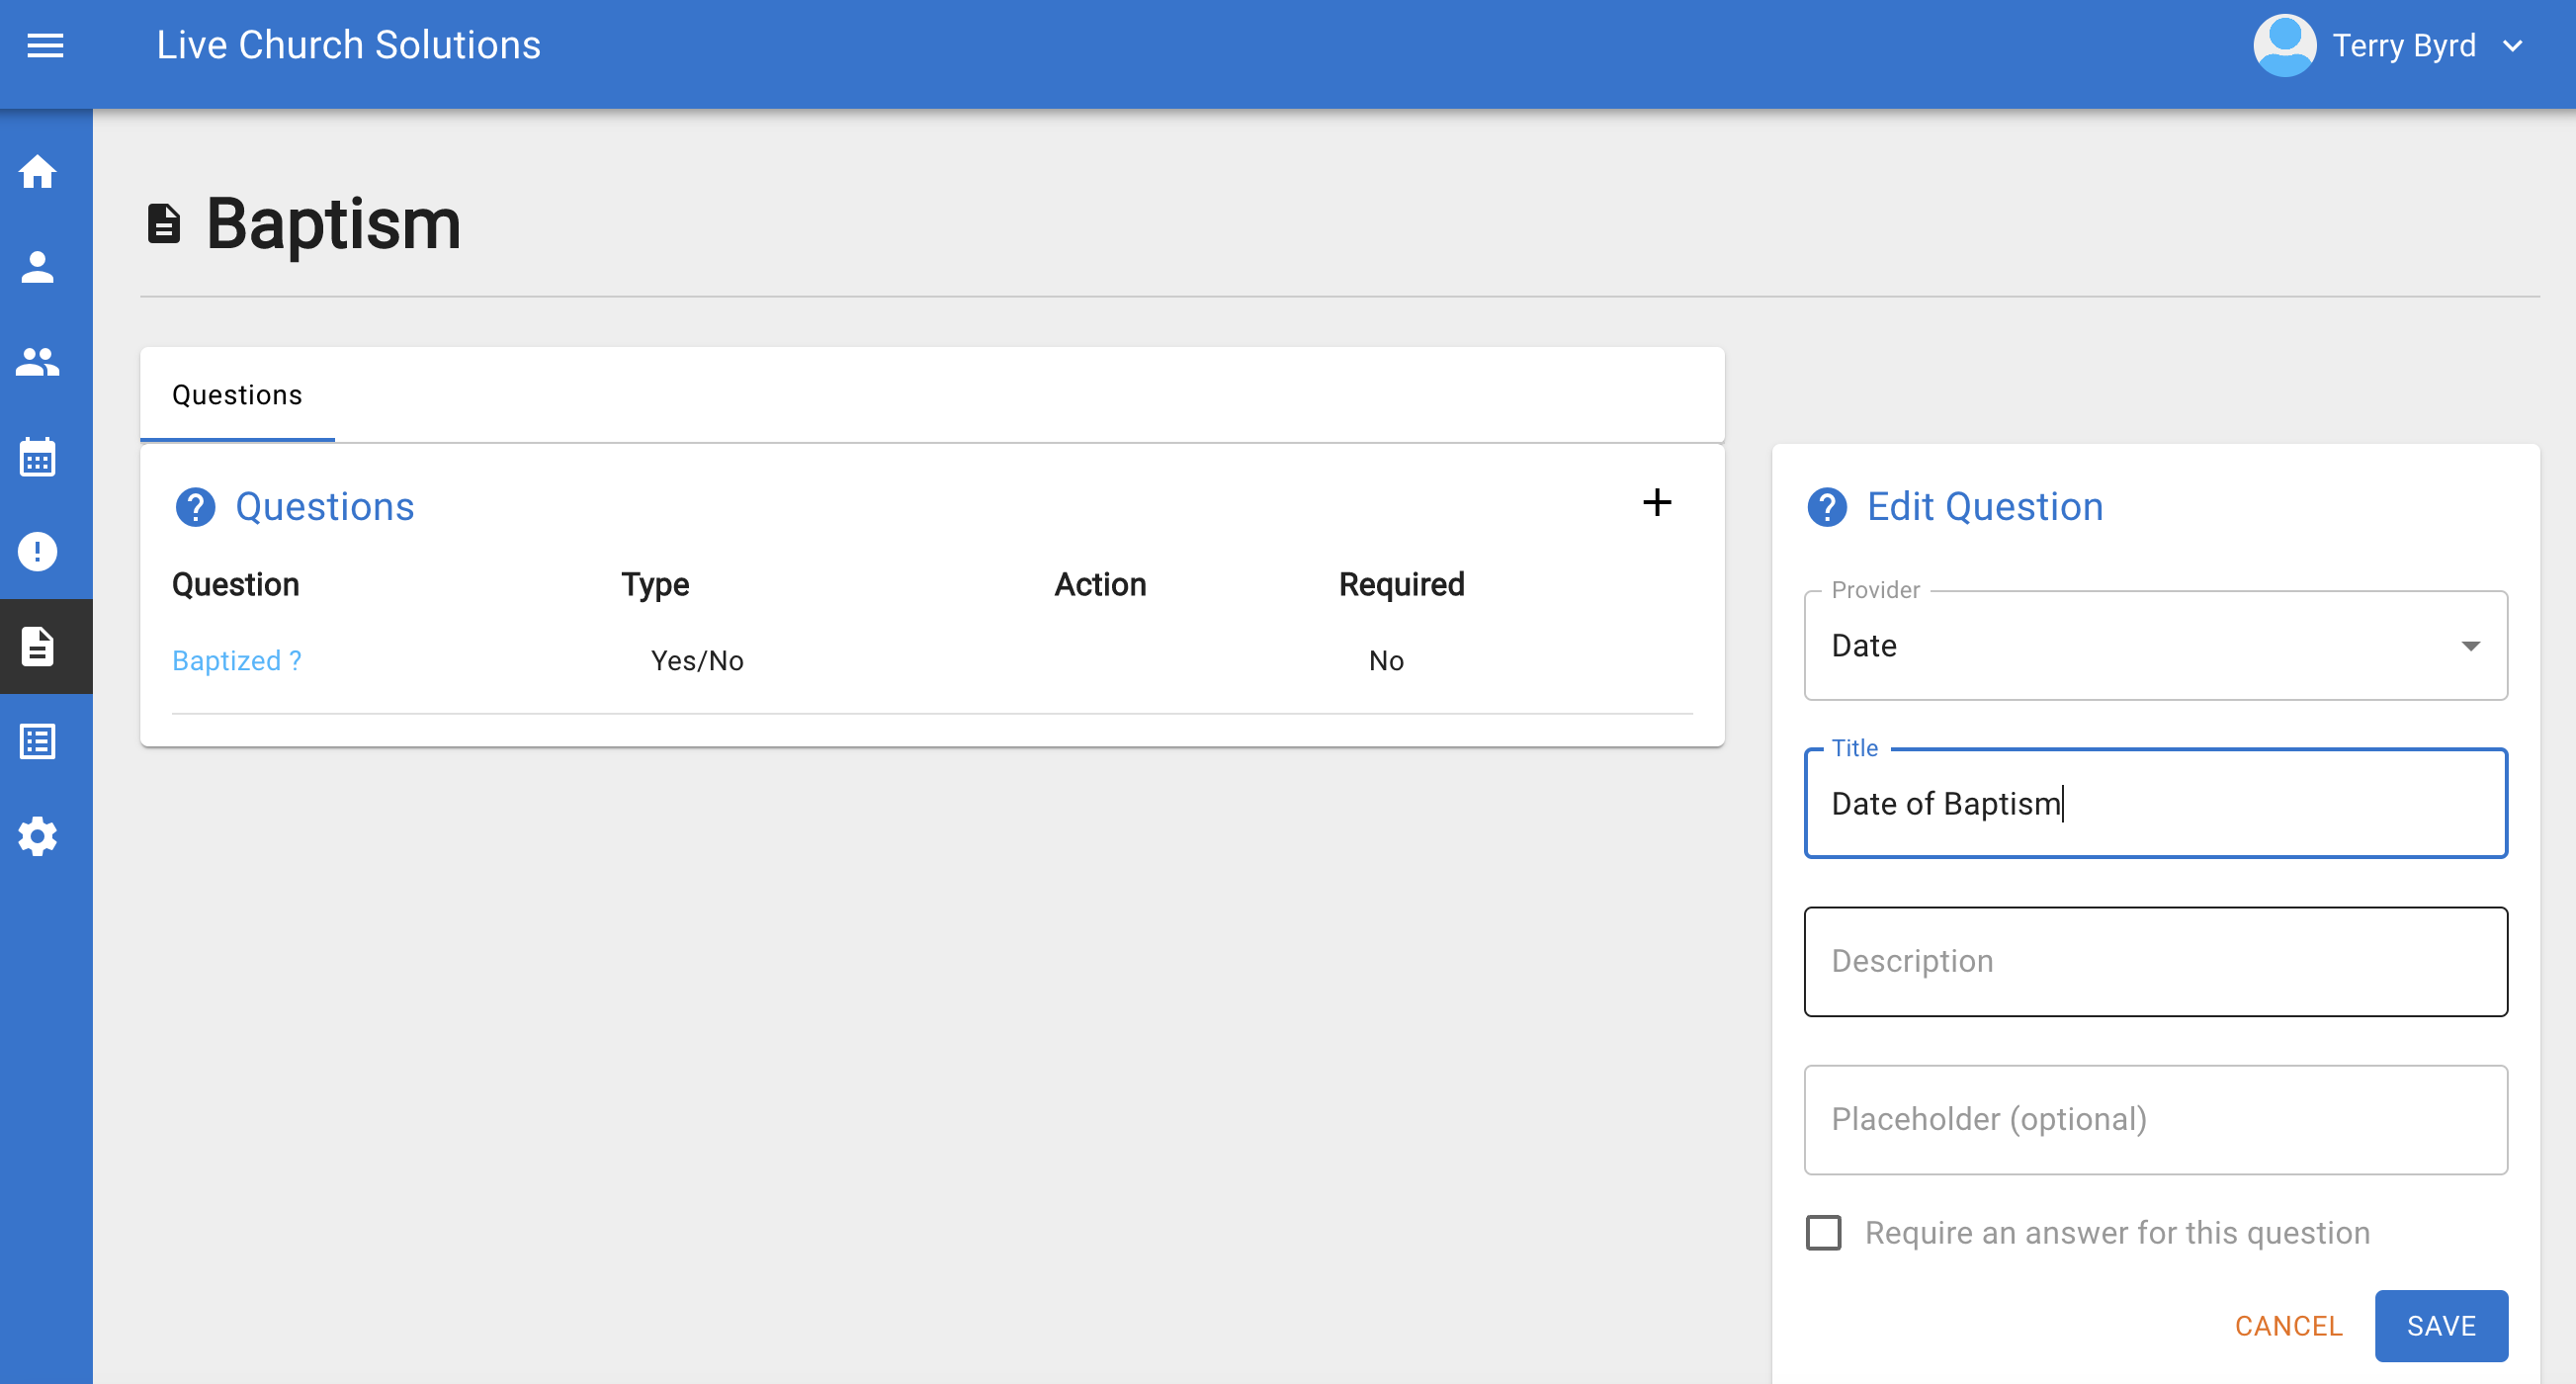 Live Church Solutions
Terry Byrd
Baptism
Questions
Questions
Question Type Action Required
Baptized ? Yes/No No
Edit Question
Provider
Date
Title
Date of Baptism
Description
Placeholder (optional)
Require an answer for this question
CANCEL SAVE